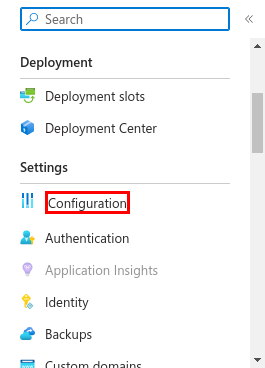 Search
Deployment
Deployment slots
Deployment Center
Settings
Configuration
Authentication
Application Insights
Identity
Backups
Custom domains